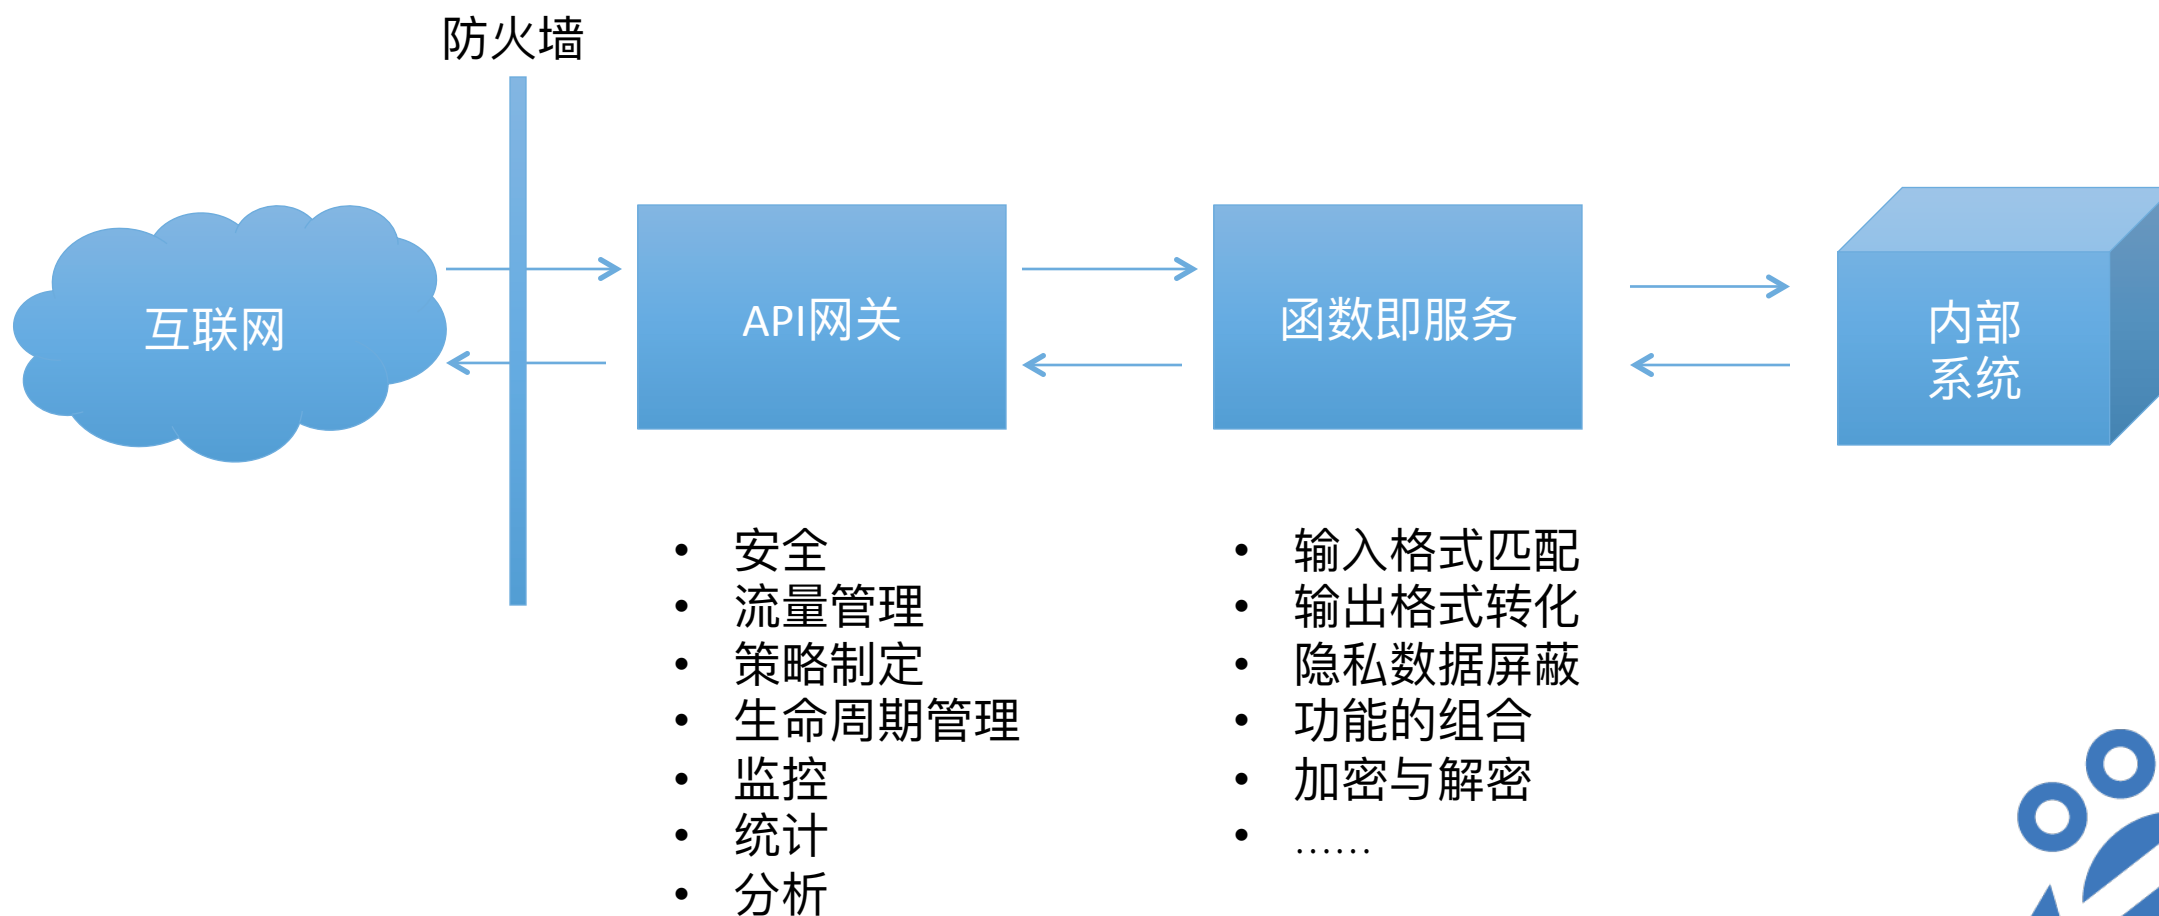 防火墙
互联网
API网关
函数即服务
内部
系统
• 安全
• 流量管理
• 策略制定
• 生命周期管理
• 监控
• 统计
• 分析
• 输入格式匹配
• 输出格式转化
• 隐私数据屏蔽
• 功能的组合
• 加密与解密
• ……